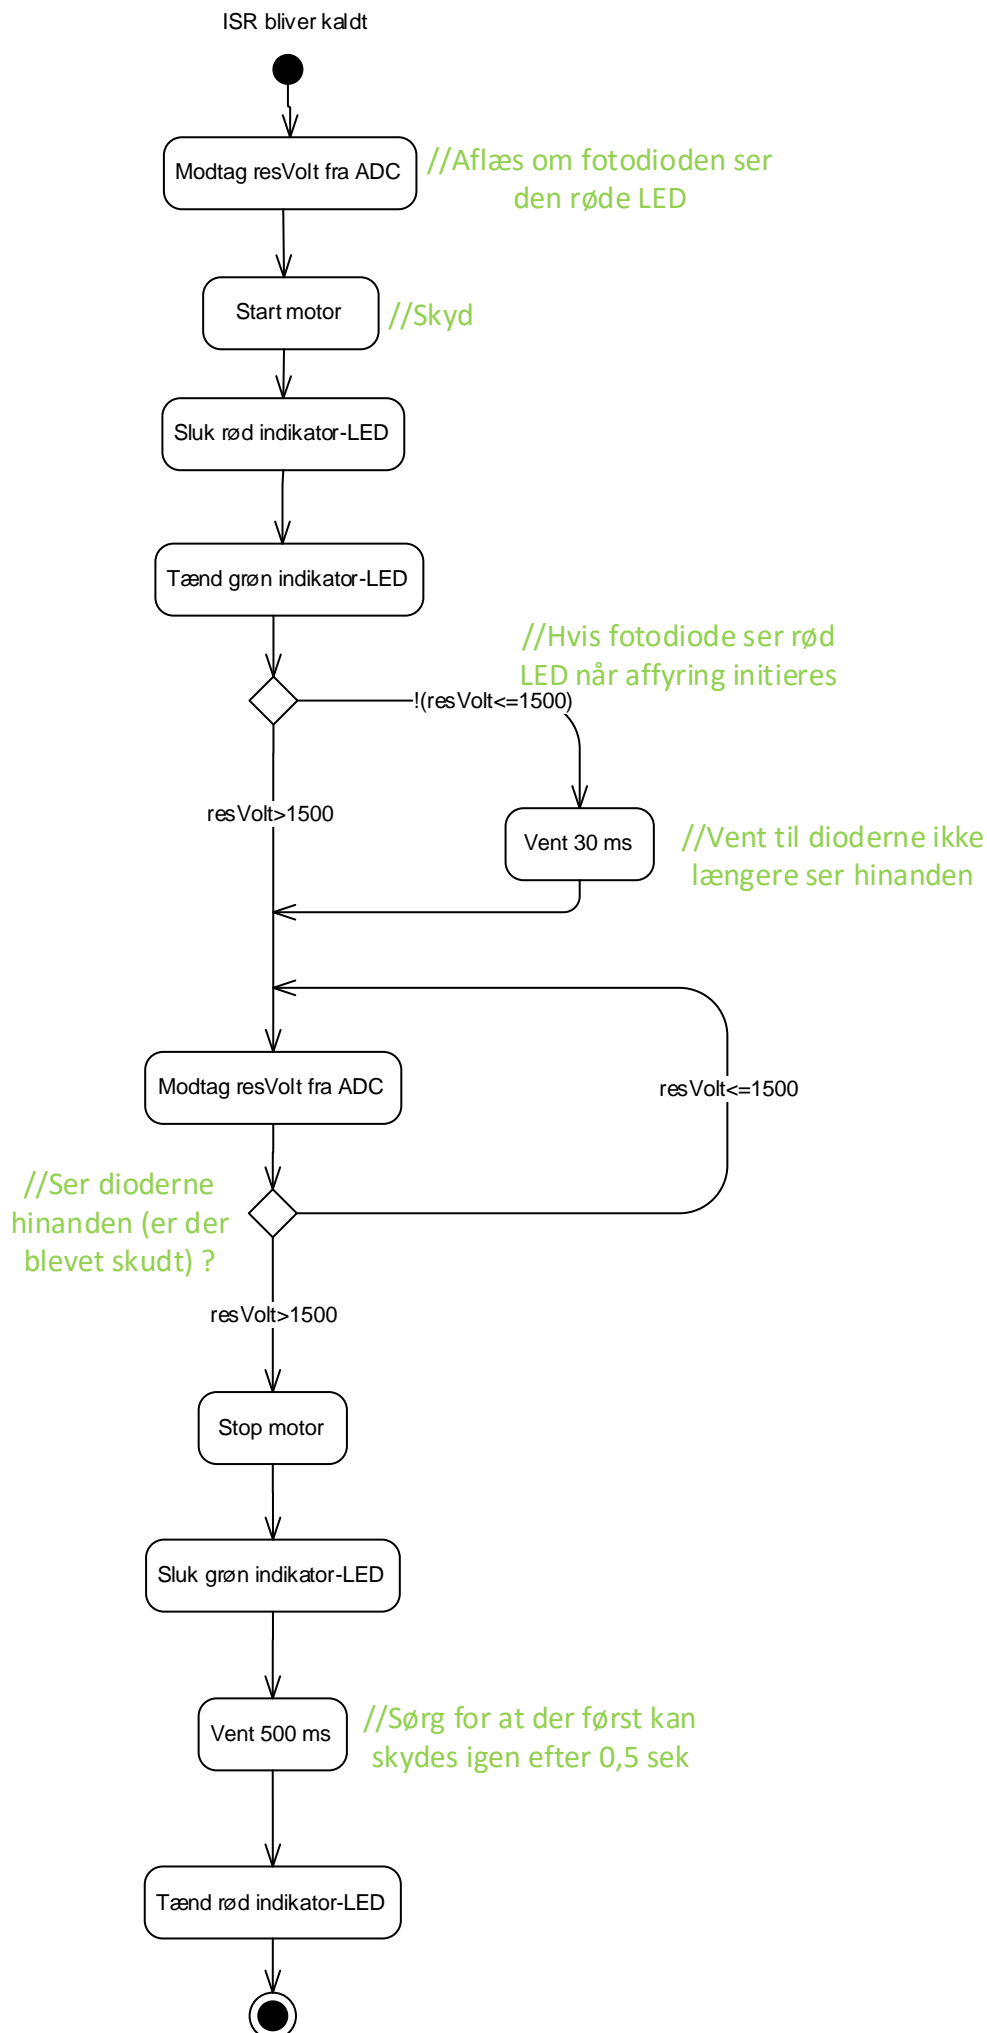 ISR bliver kaldt
Modtag resVolt fra ADC
//Aflæs om fotodioden ser
den røde LED
Start motor
//Skyd
Sluk rød indikator-LED
Tænd grøn indikator-LED
//Hvis fotodiode ser rød
LED når affyring initieres
!(resVolt<=1500)
resVolt>1500
Vent 30 ms
//Vent til dioderne ikke
længere ser hinanden
Modtag resVolt fra ADC
resVolt<=1500
//Ser dioderne
hinanden (er der
blevet skudt) ?
resVolt>1500
Stop motor
Sluk grøn indikator-LED
Vent 500 ms
//Sørg for at der først kan
skydes igen efter 0,5 sek
Tænd rød indikator-LED